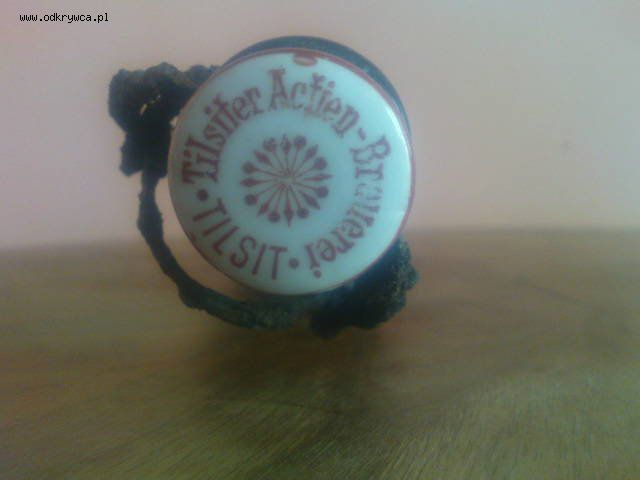 www.odkrywca.pl
Tilsiter Actien-Brauerei
• TILSIT •